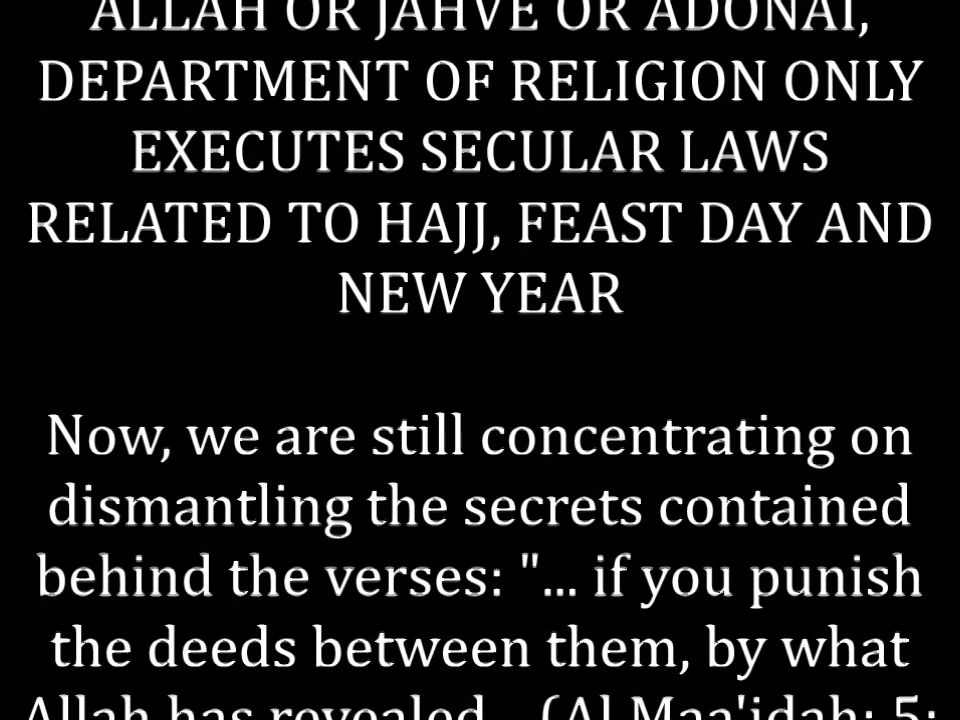 ALLAH OR JAHVE OR ADONAI,
DEPARTMENT OF RELIGION ONLY
EXECUTES SECULAR LAWS
RELATED TO HAJJ, FEAST DAY AND
NEW YEAR
Now, we are still concentrating on
dismantling the secrets contained
behind the verses: "... if you punish
the deeds between them, by what
Allah has revealed... (Al Maa'idah: 5: